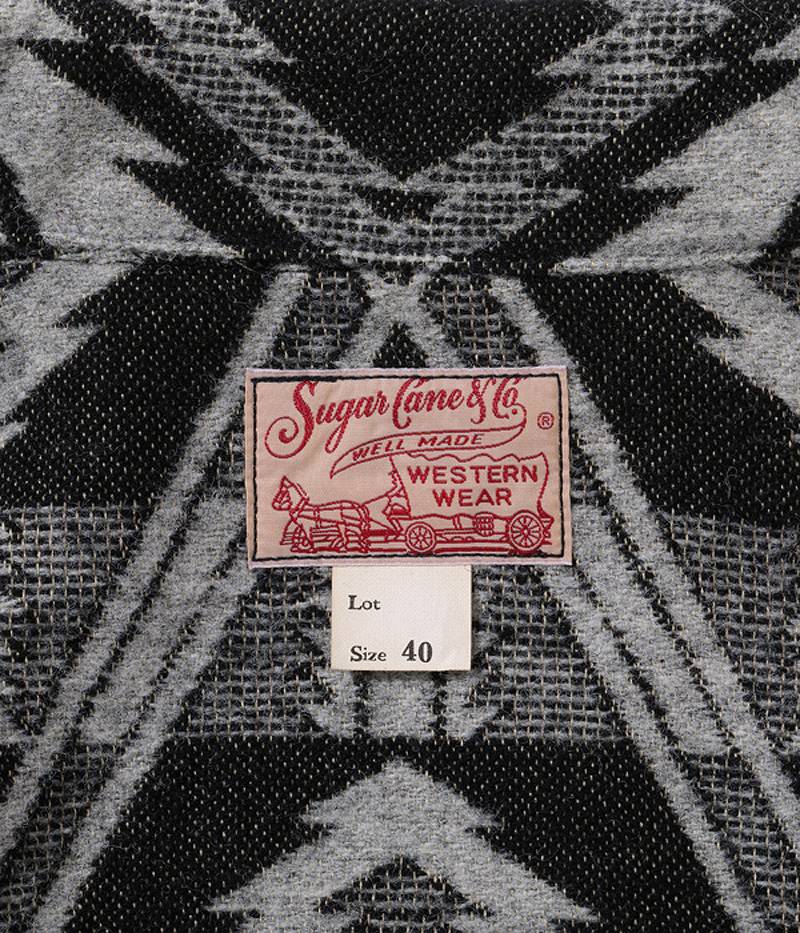 Sugar Cane & Co.
®
WELL MADE
WESTERN
WEAR
Lot
Size 40